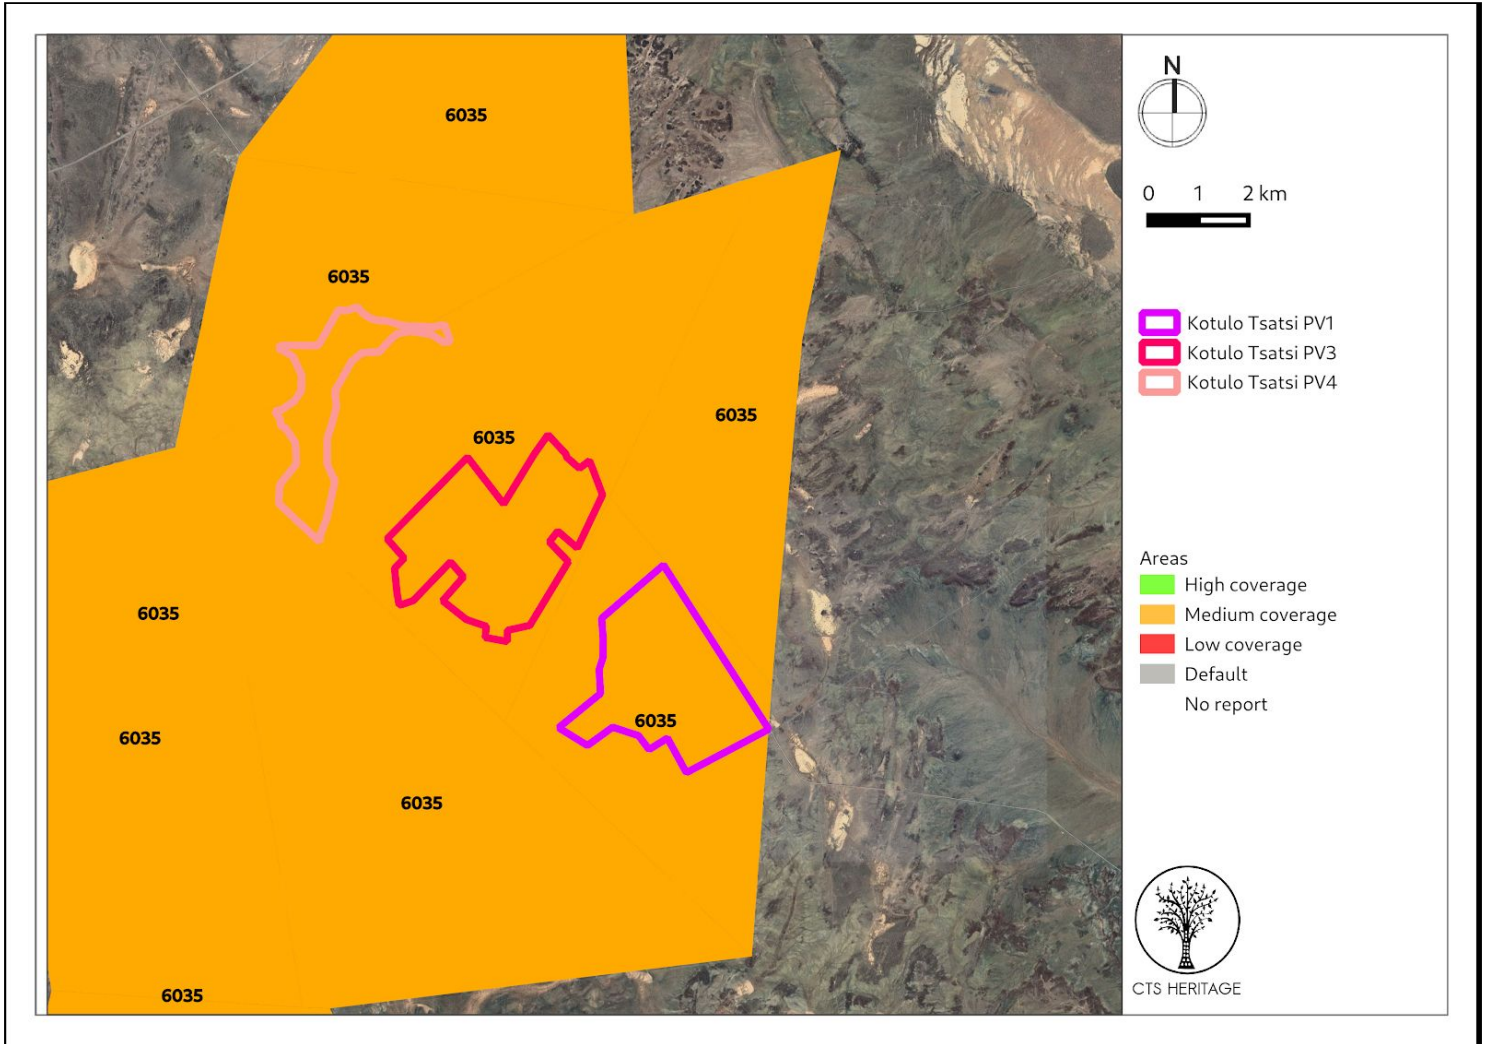 6035
6035
6035
6035
6035
6035
6035
6035
6035
N
0 1 2 km
Kotulo Tsatsi PV1
Kotulo Tsatsi PV3
Kotulo Tsatsi PV4
Areas
High coverage
Medium coverage
Low coverage
Default
No report
CTS HERITAGE